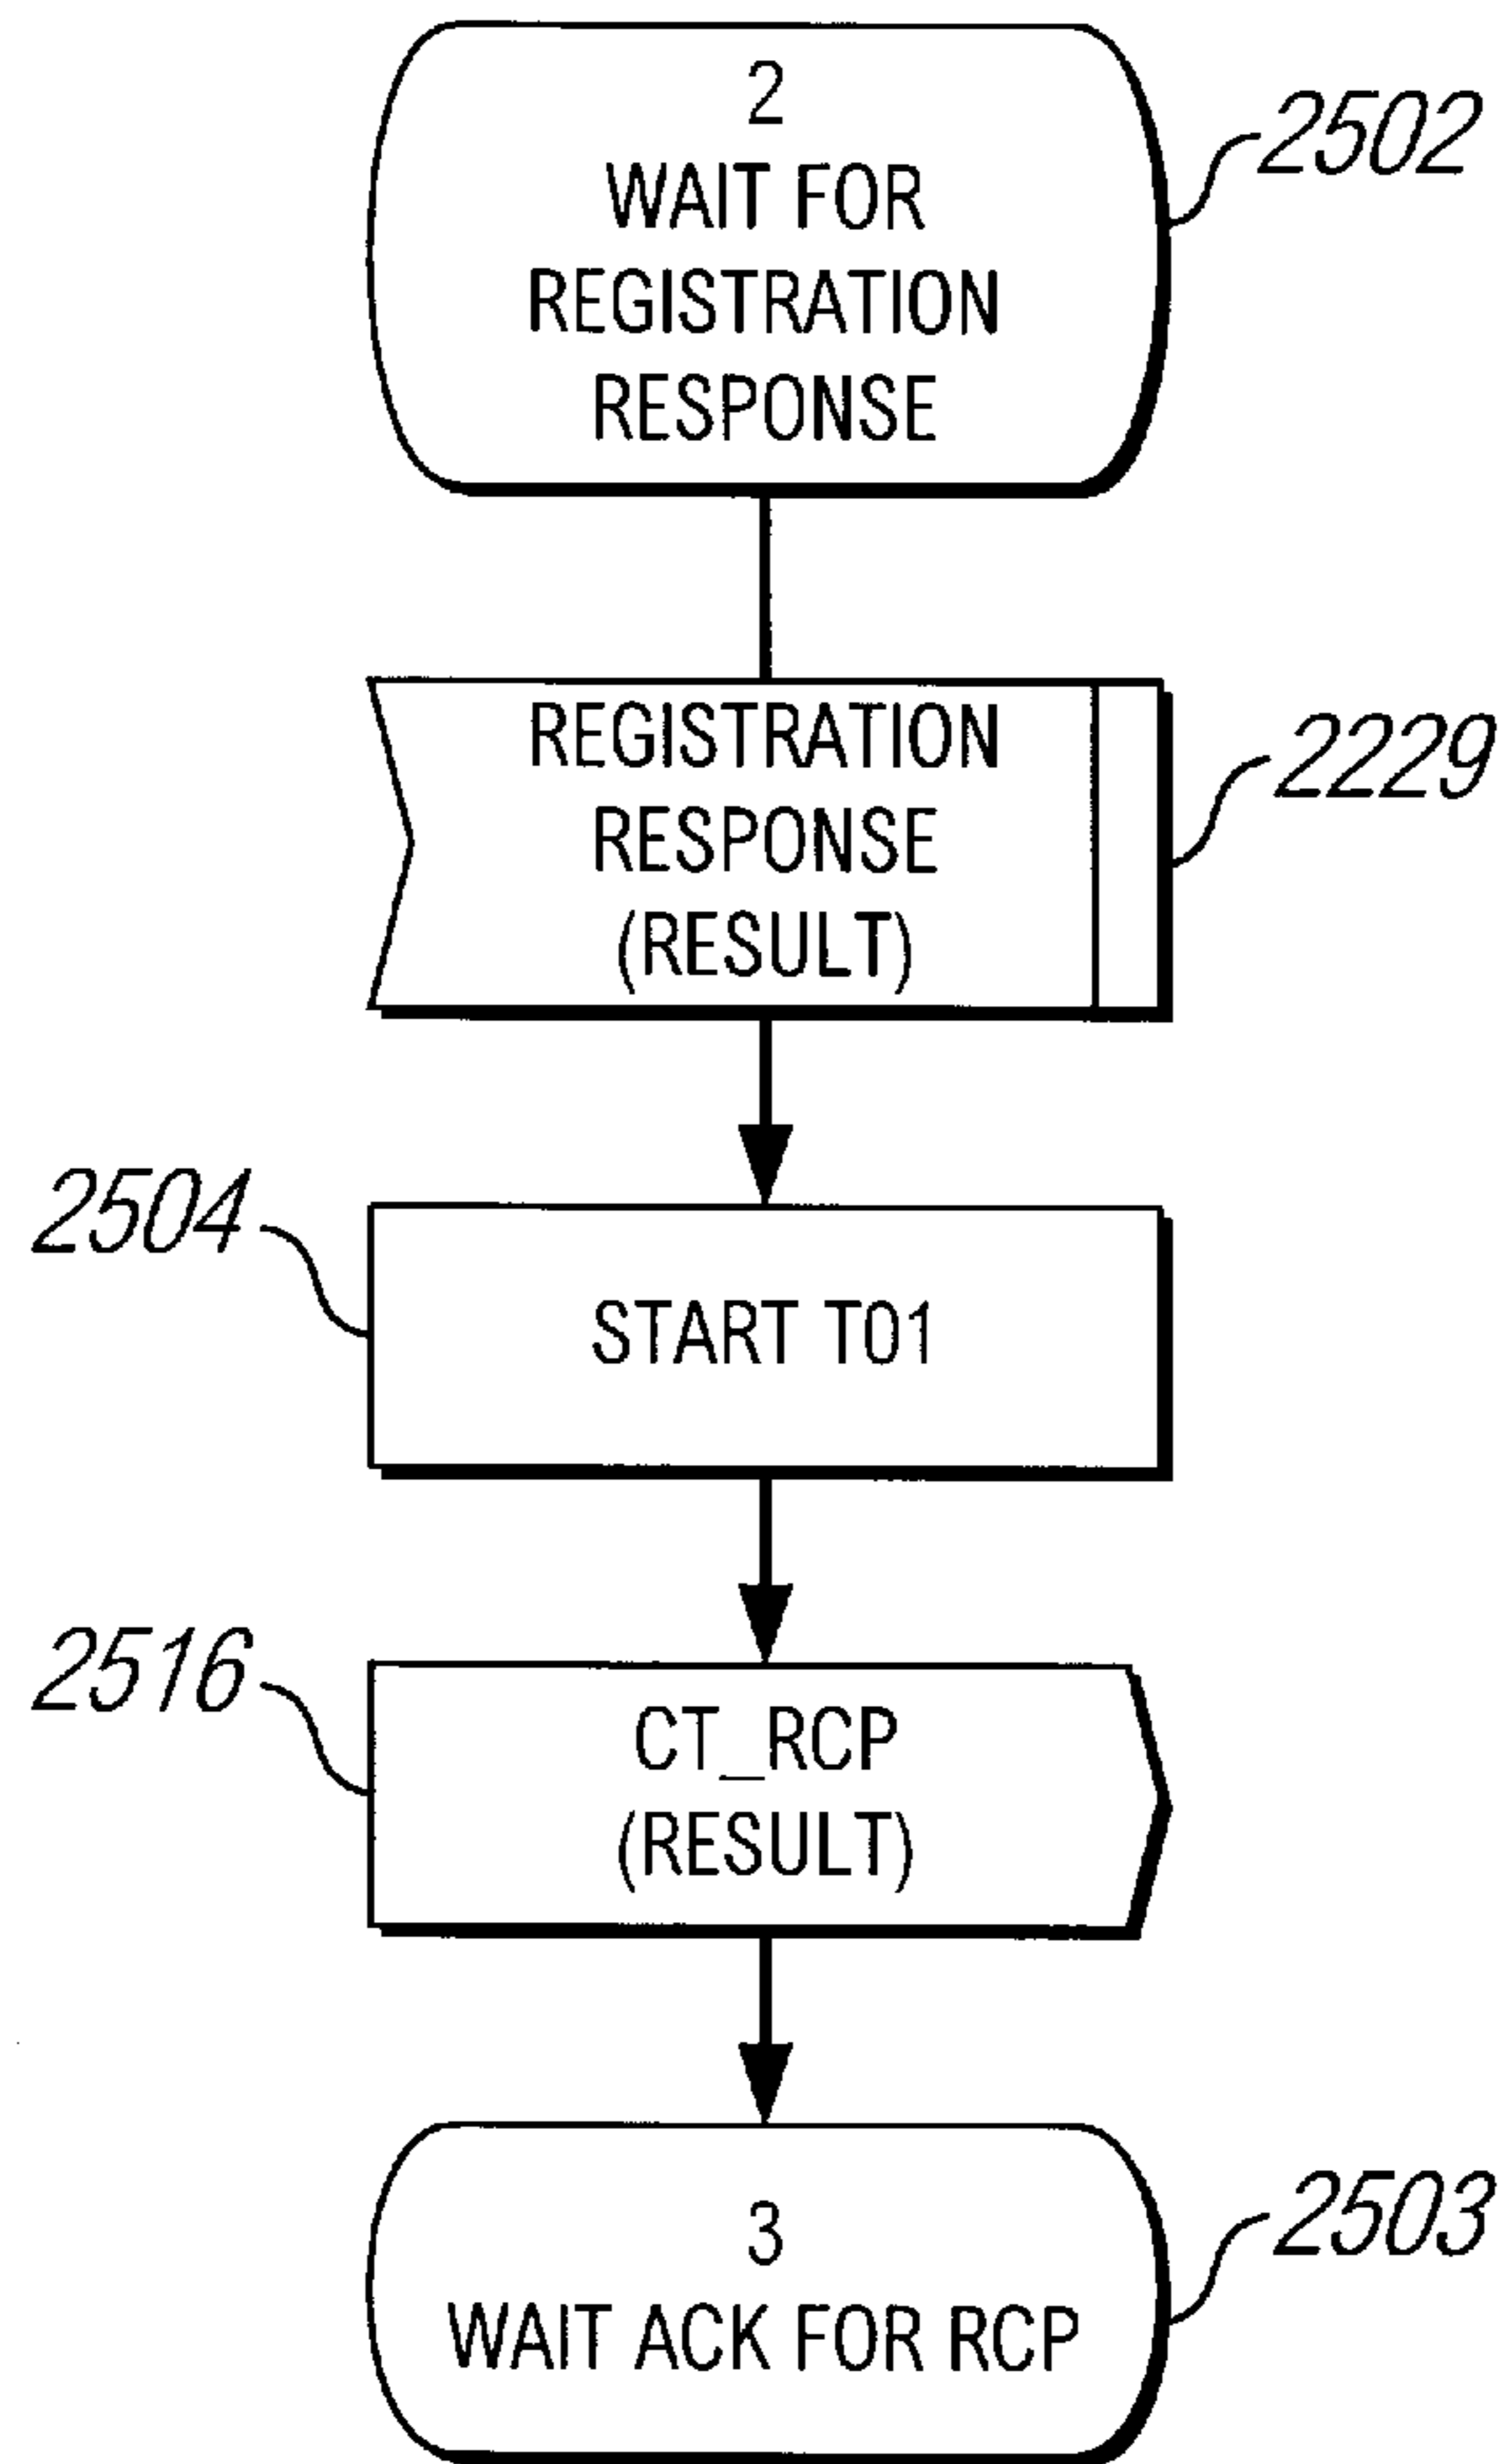 2
WAIT FOR
REGISTRATION
RESPONSE
2502
REGISTRATION
RESPONSE
(RESULT)
2229
2504
START T01
2516
CT_RCP
(RESULT)
3
WAIT ACK FOR RCP
2503